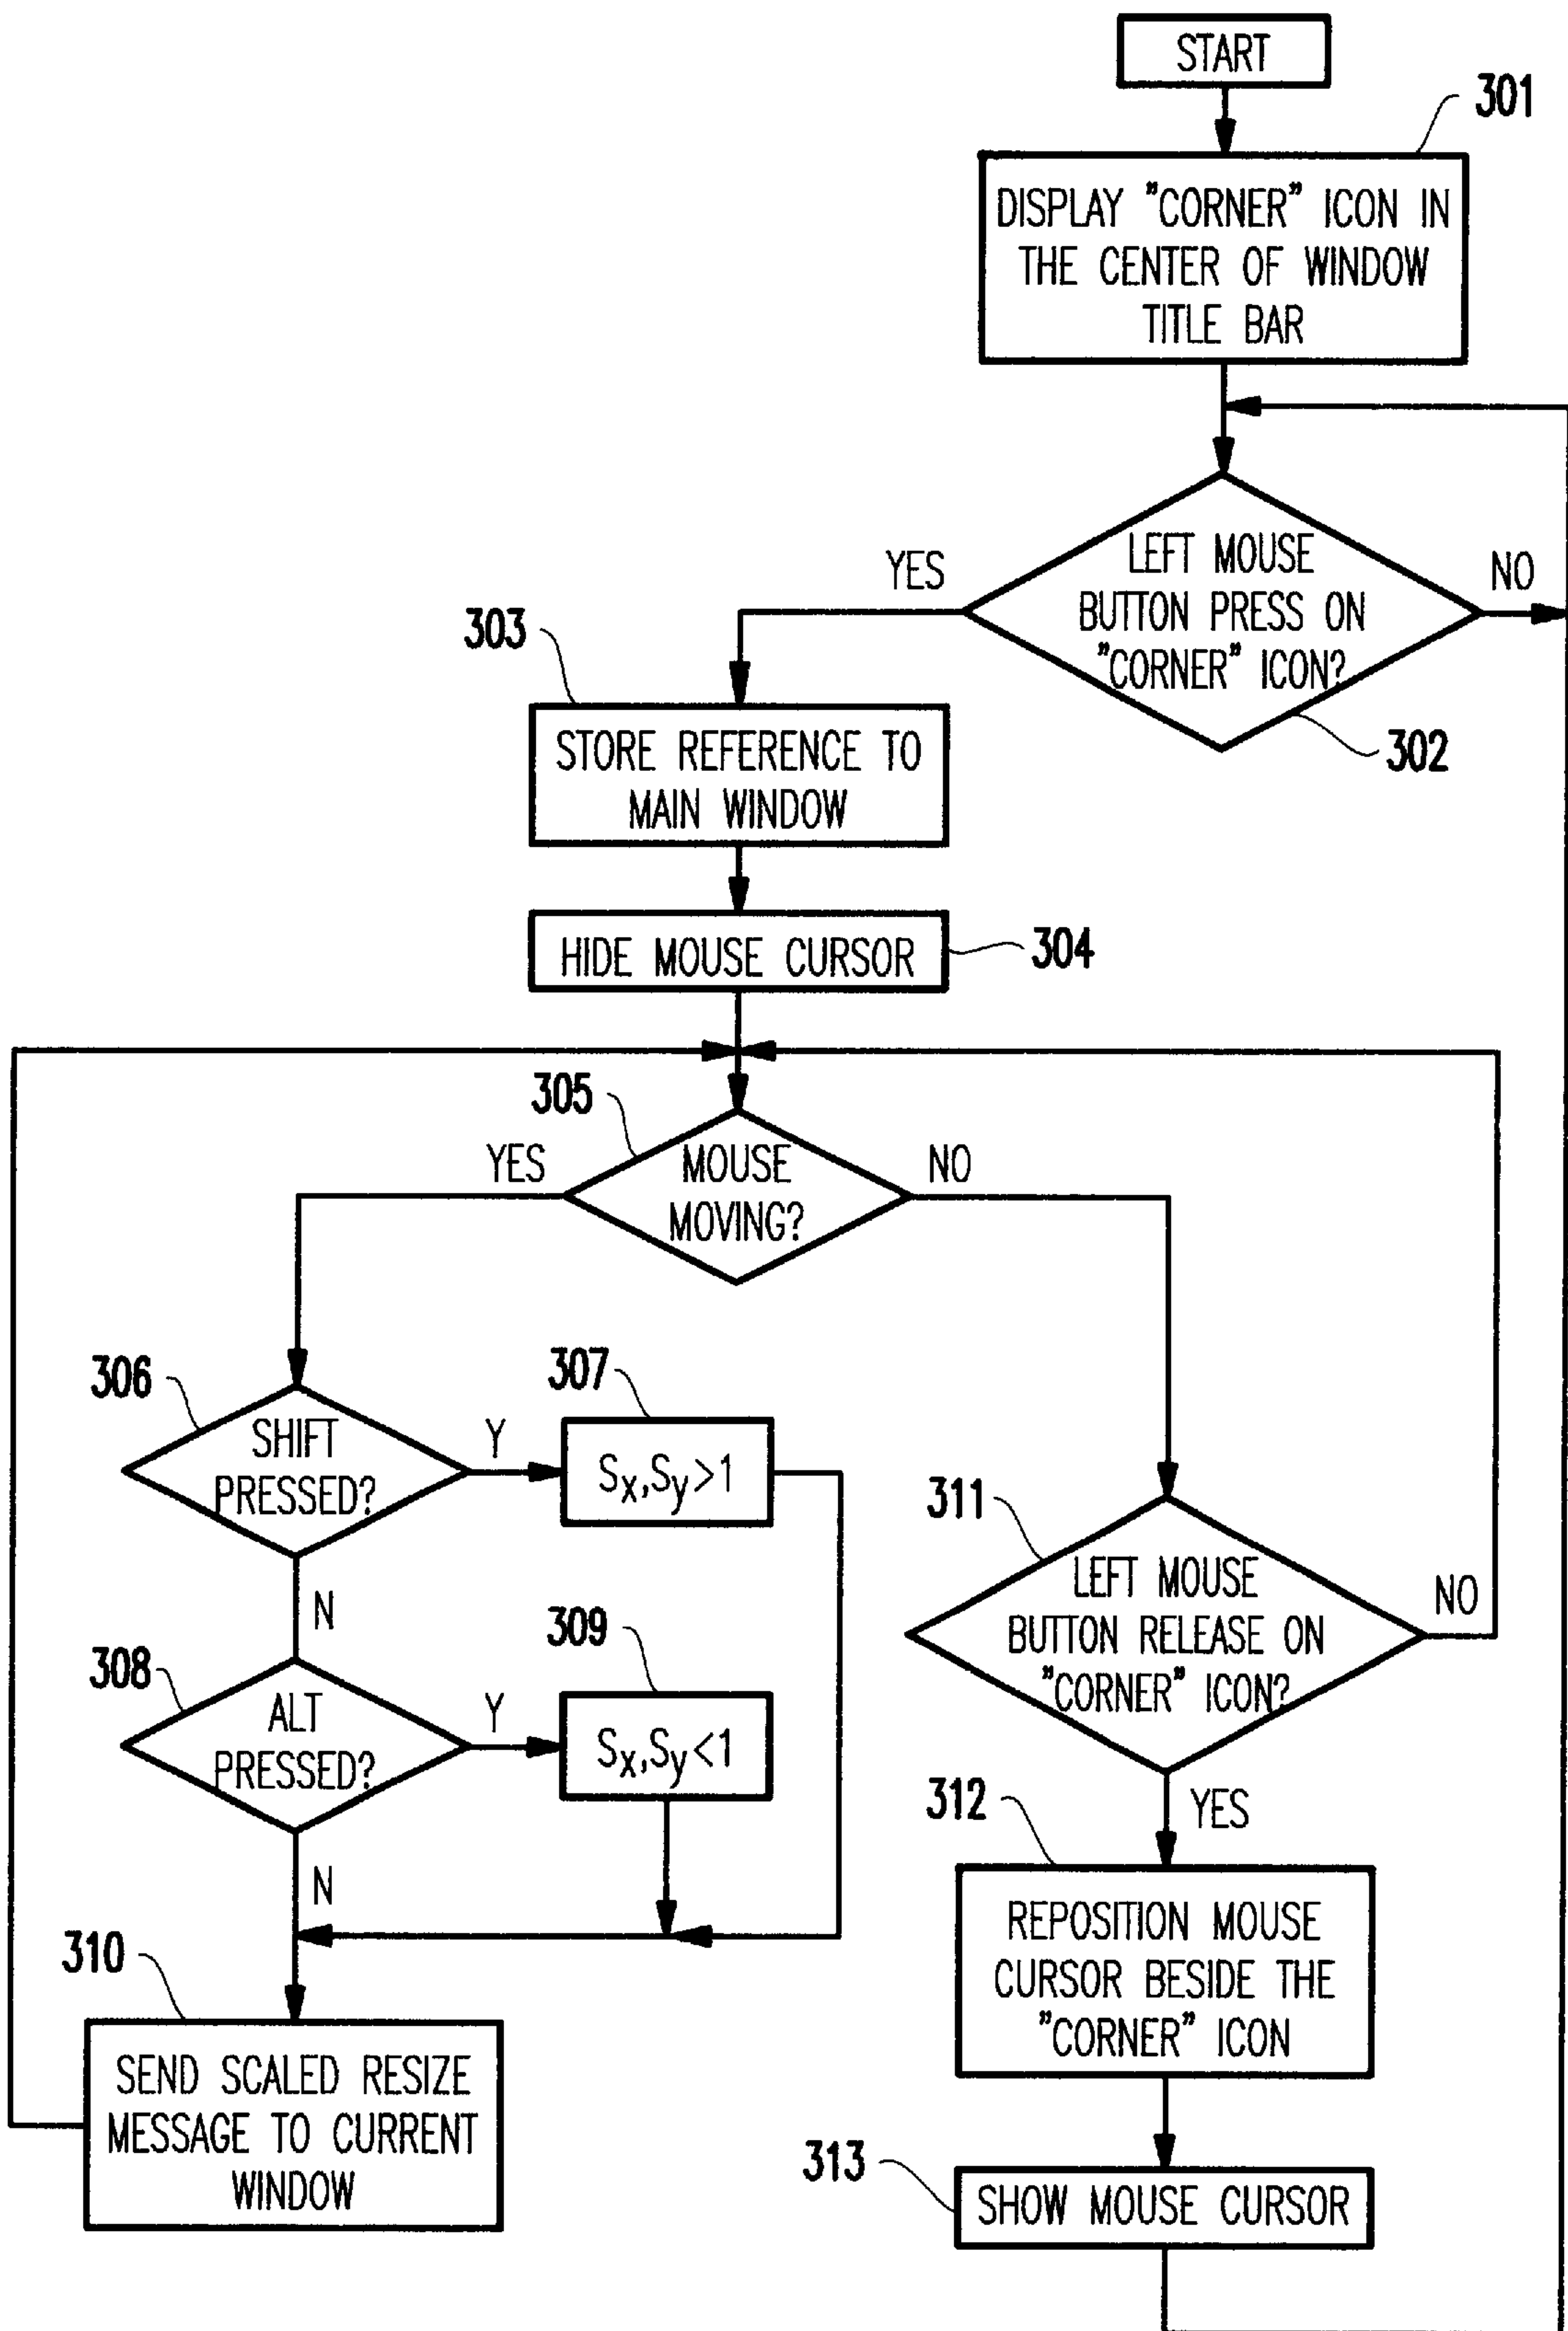 START
301
DISPLAY "CORNER" ICON IN
THE CENTER OF WINDOW
TITLE BAR
LEFT MOUSE
BUTTON PRESS ON
"CORNER" ICON?
YES
NO
302
303
STORE REFERENCE TO
MAIN WINDOW
HIDE MOUSE CURSOR
304
305
MOUSE
MOVING?
YES
NO
306
SHIFT
PRESSED?
Y
N
307
Sx,Sy>1
308
ALT
PRESSED?
Y
N
309
Sx,Sy<1
310
SEND SCALED RESIZE
MESSAGE TO CURRENT
WINDOW
311
LEFT MOUSE
BUTTON RELEASE ON
"CORNER" ICON?
NO
YES
312
REPOSITION MOUSE
CURSOR BESIDE THE
"CORNER" ICON
313
SHOW MOUSE CURSOR